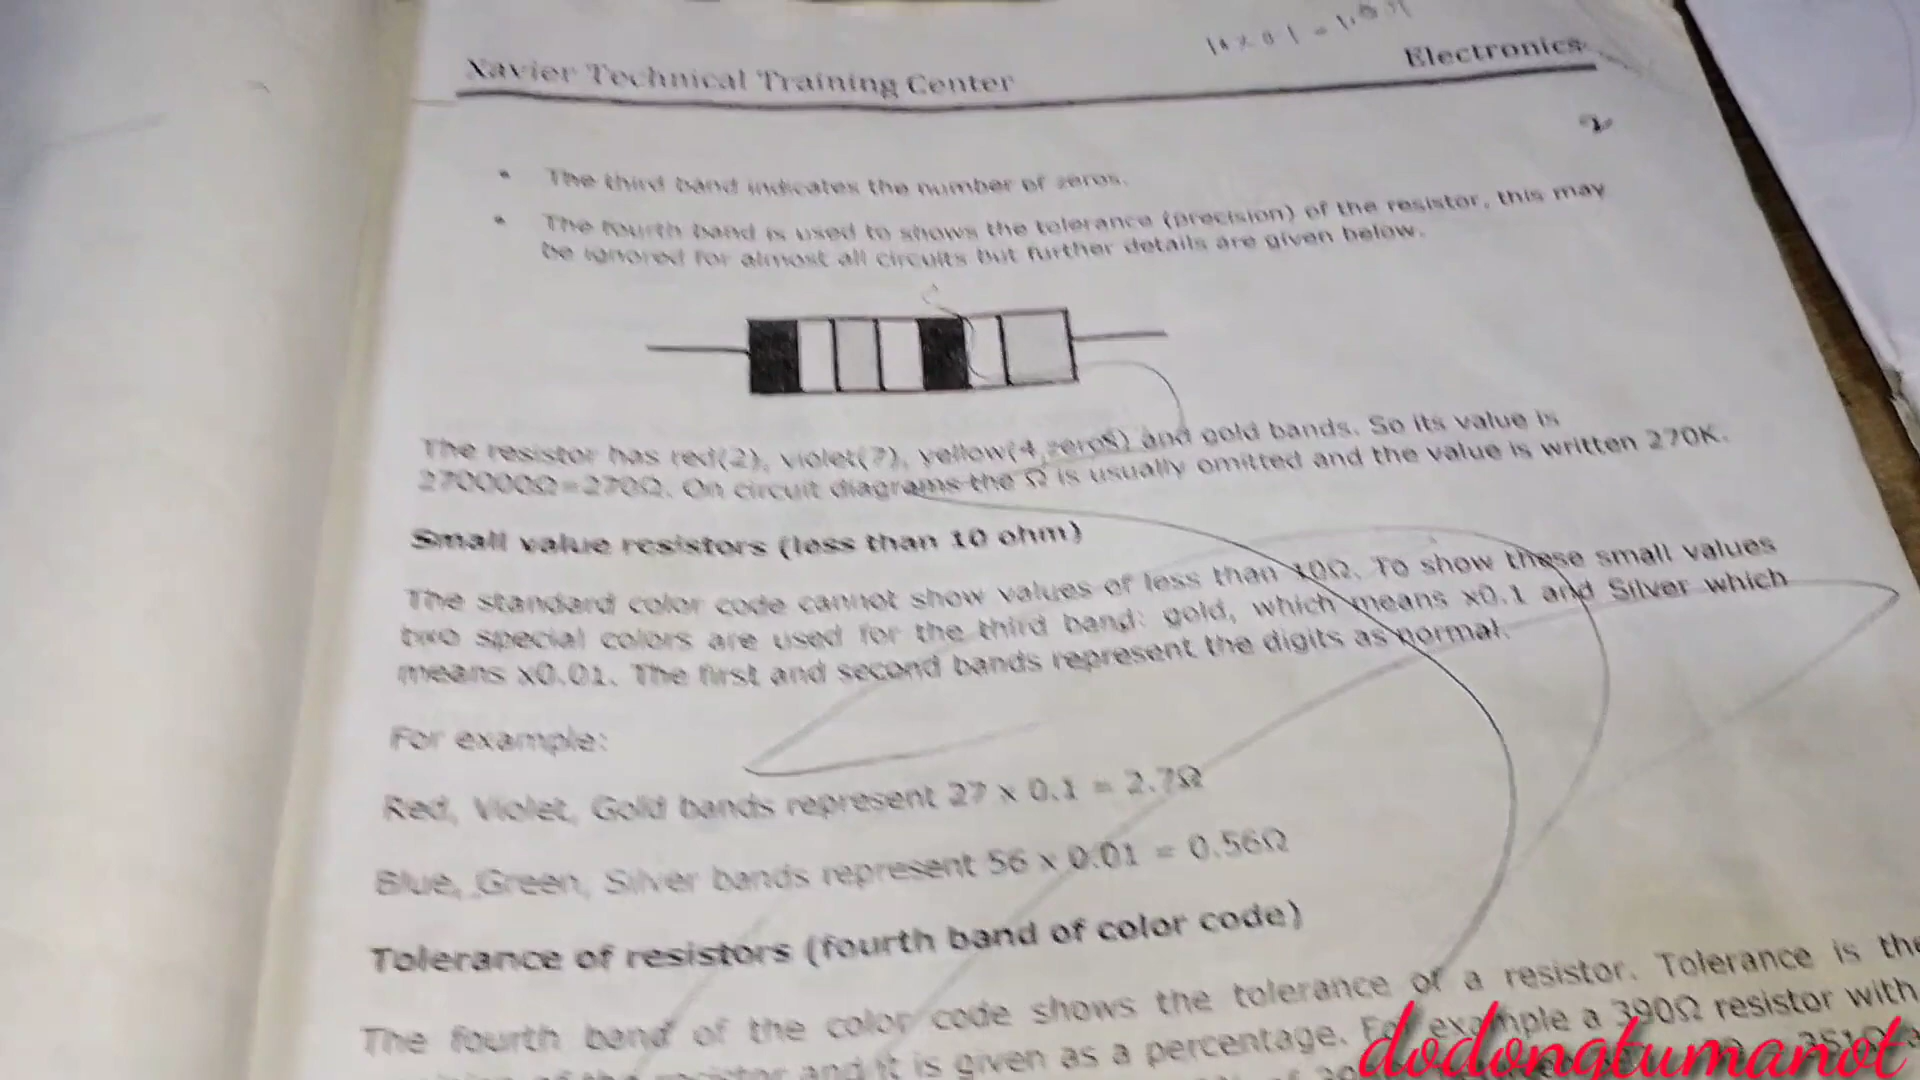 Xavier Technical Training Center
Electronics
2
• The third band indicates the number of zeros.
• The fourth band is used to shows the tolerance (precision) of the resistor, this may
be ignored for almost all circuits but further details are given below.
The resistor has red(2), violet(7), yellow(4 zeros) and gold bands. So its value is
270000Ω=270Ω. On circuit diagrams the Ω is usually omitted and the value is written 270K.
Small value resistors (less than 10 ohm)
The standard color code cannot show values of less than 10Ω. To show these small values
two special colors are used for the third band: gold, which means x0.1 and Silver which
means x0.01. The first and second bands represent the digits as normal.
For example:
Red, Violet, Gold bands represent 27 x 0.1 = 2.7Ω
Blue, Green, Silver bands represent 56 x 0.01 = 0.56Ω
Tolerance of resistors (fourth band of color code)
The fourth band of the color code shows the tolerance of a resistor. Tolerance is the
resistor and it is given as a percentage. For example a 390Ω resistor with
dodongtumanot